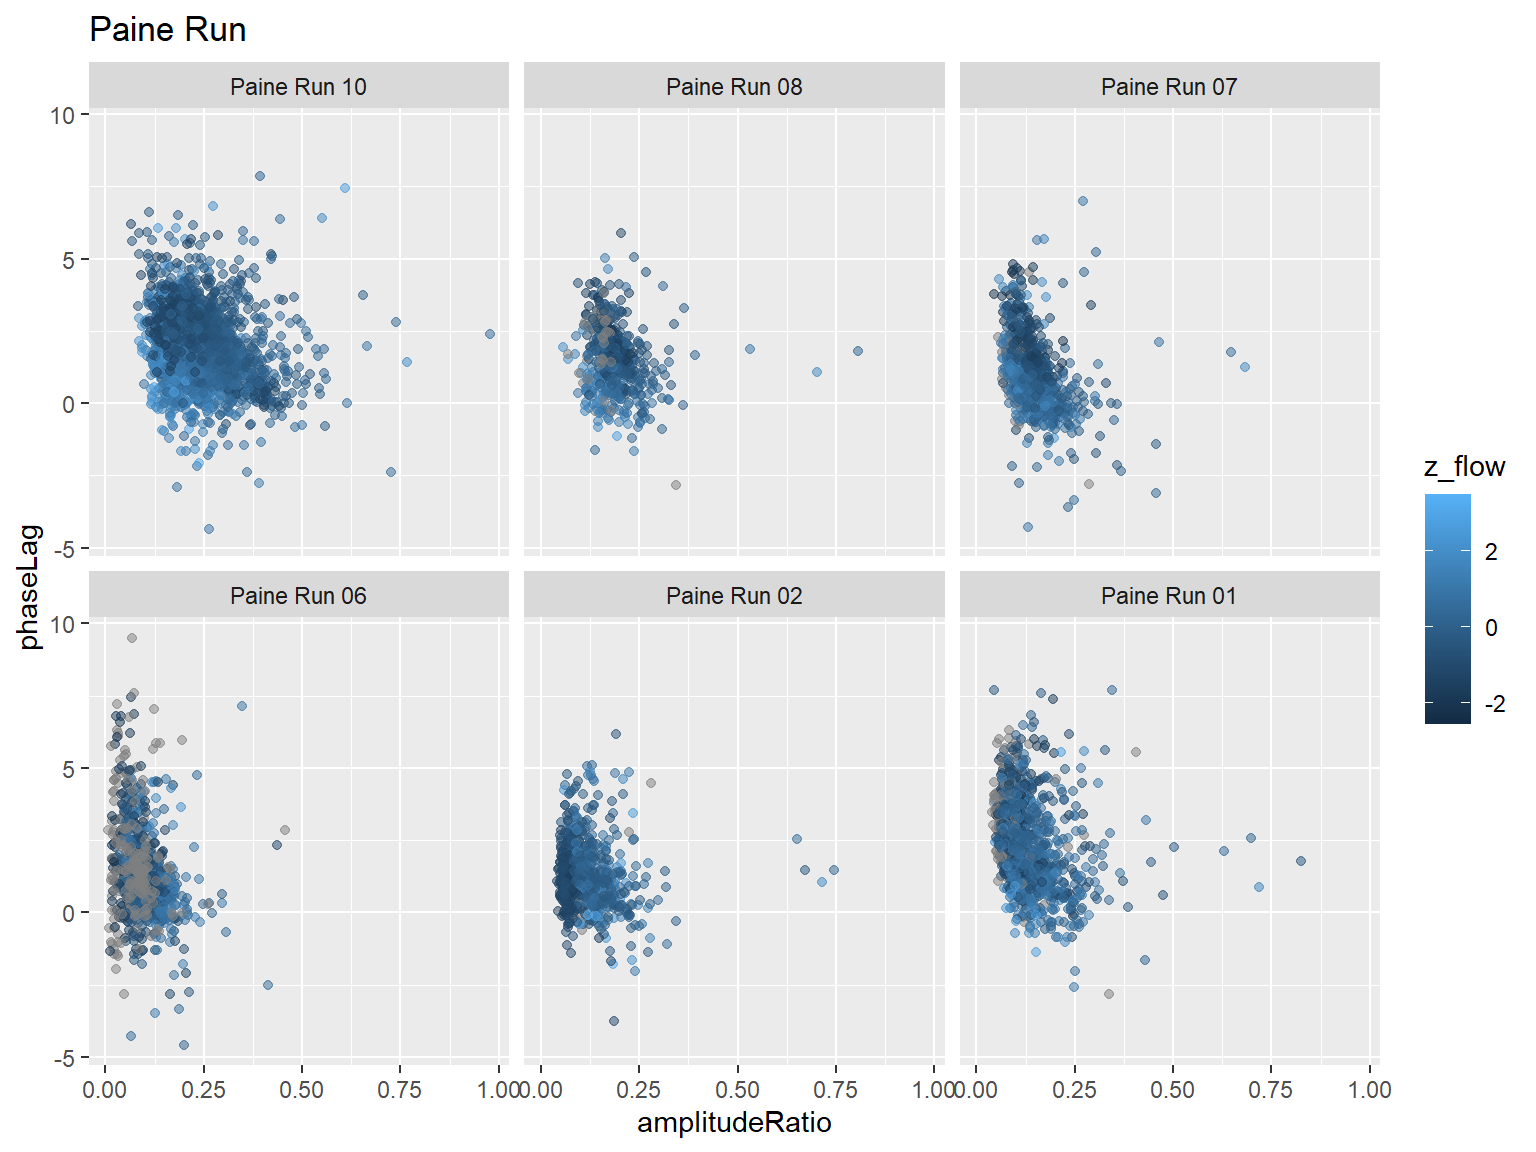 Paine Run
Paine Run 10
Paine Run 08
Paine Run 07
10
5
0
-5
Paine Run 06
Paine Run 02
Paine Run 01
10
5
0
-5
0.00 0.25 0.50 0.75 1.00
0.00 0.25 0.50 0.75 1.00
0.00 0.25 0.50 0.75 1.00
amplitudeRatio
phaseLag
z_flow
2
0
-2